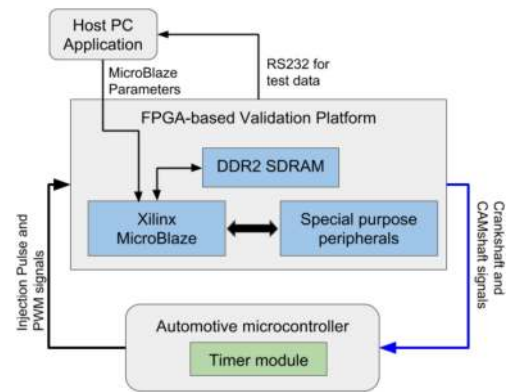 Host PC
Application
MicroBlaze
Parameters
RS232 for
test data
FPGA-based Validation Platform
DDR2 SDRAM
Xilinx
MicroBlaze
Special purpose
peripherals
Injection Pulse and
PWM signals
Crankshaft and
CAMshaft signals
Automotive microcontroller
Timer module